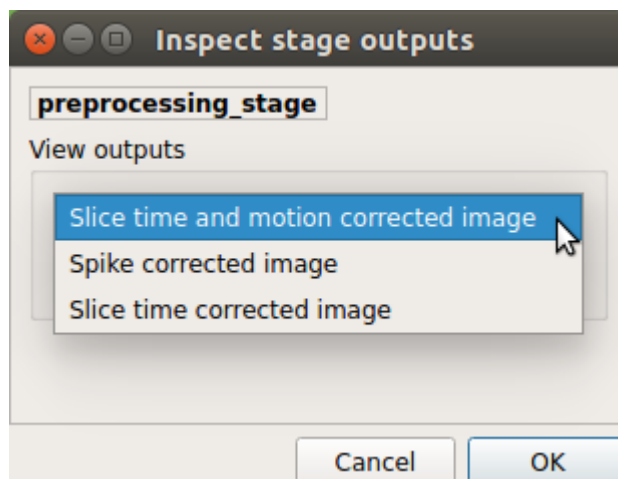 Inspect stage outputs
preprocessing_stage
View outputs
Slice time and motion corrected image
Spike corrected image
Slice time corrected image
Cancel
OK